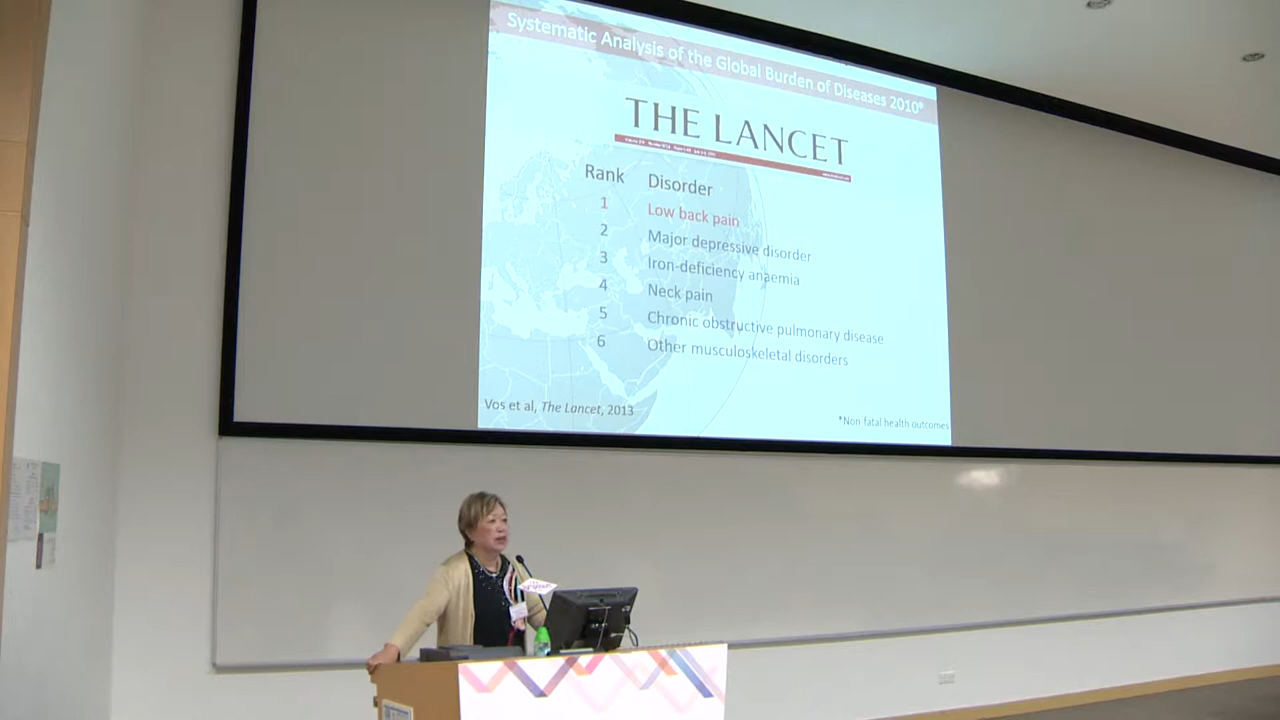 Systematic Analysis of the Global Burden of Diseases 2010*
THE LANCET
Rank Disorder
1 Low back pain
2 Major depressive disorder
3 Iron-deficiency anaemia
4 Neck pain
5 Chronic obstructive pulmonary disease
6 Other musculoskeletal disorders
Vos et al, The Lancet, 2013
*Non fatal health outcomes